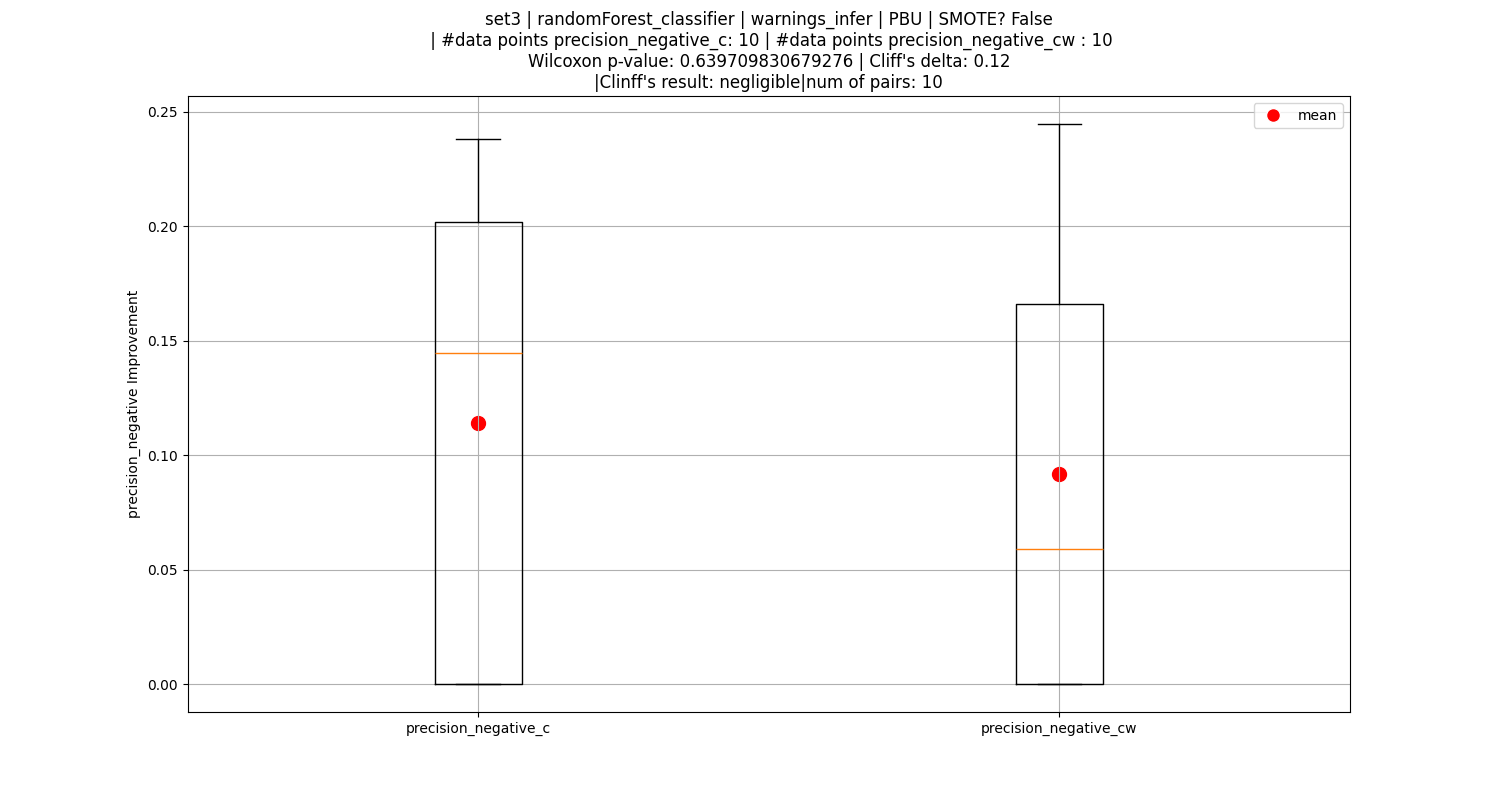 set3 | randomForest_classifier | warnings_infer | PBU | SMOTE? False
| #data points precision_negative_c: 10 | #data points precision_negative_cw : 10
Wilcoxon p-value: 0.639709830679276 | Cliff's delta: 0.12
|Clinff's result: negligible|num of pairs: 10
mean
precision_negative Improvement
0.25
0.20
0.15
0.10
0.05
0.00
precision_negative_c
precision_negative_cw